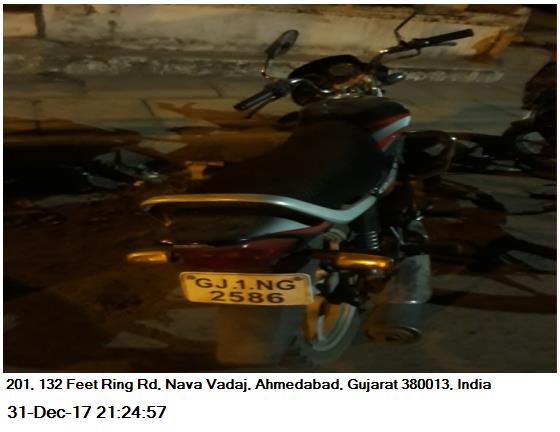 GJ.1.NG
2586
201, 132 Feet Ring Rd, Nava Vadaj, Ahmedabad, Gujarat 380013, India
31-Dec-17 21:24:57